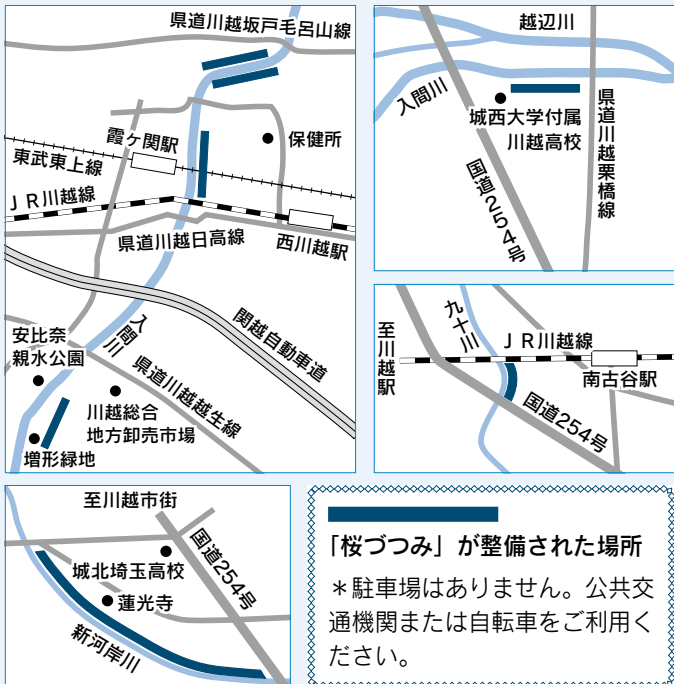 県道川越坂戸毛呂山線
保健所
霞ヶ関駅
東武東上線
ＪＲ川越線
県道川越日高線
西川越駅
関越自動車道
入間川
安比奈
親水公園
県道川越越生線
川越総合
地方卸売市場
増形緑地
越辺川
入間川
城西大学付属
川越高校
県道川越栗橋線
国道254号
九十川
至川越駅
ＪＲ川越線
南古谷駅
国道254号
至川越市街
国道254号
城北埼玉高校
蓮光寺
新河岸川
「桜づつみ」が整備された場所
＊駐車場はありません。公共交
通機関または自転車をご利用く
ださい。